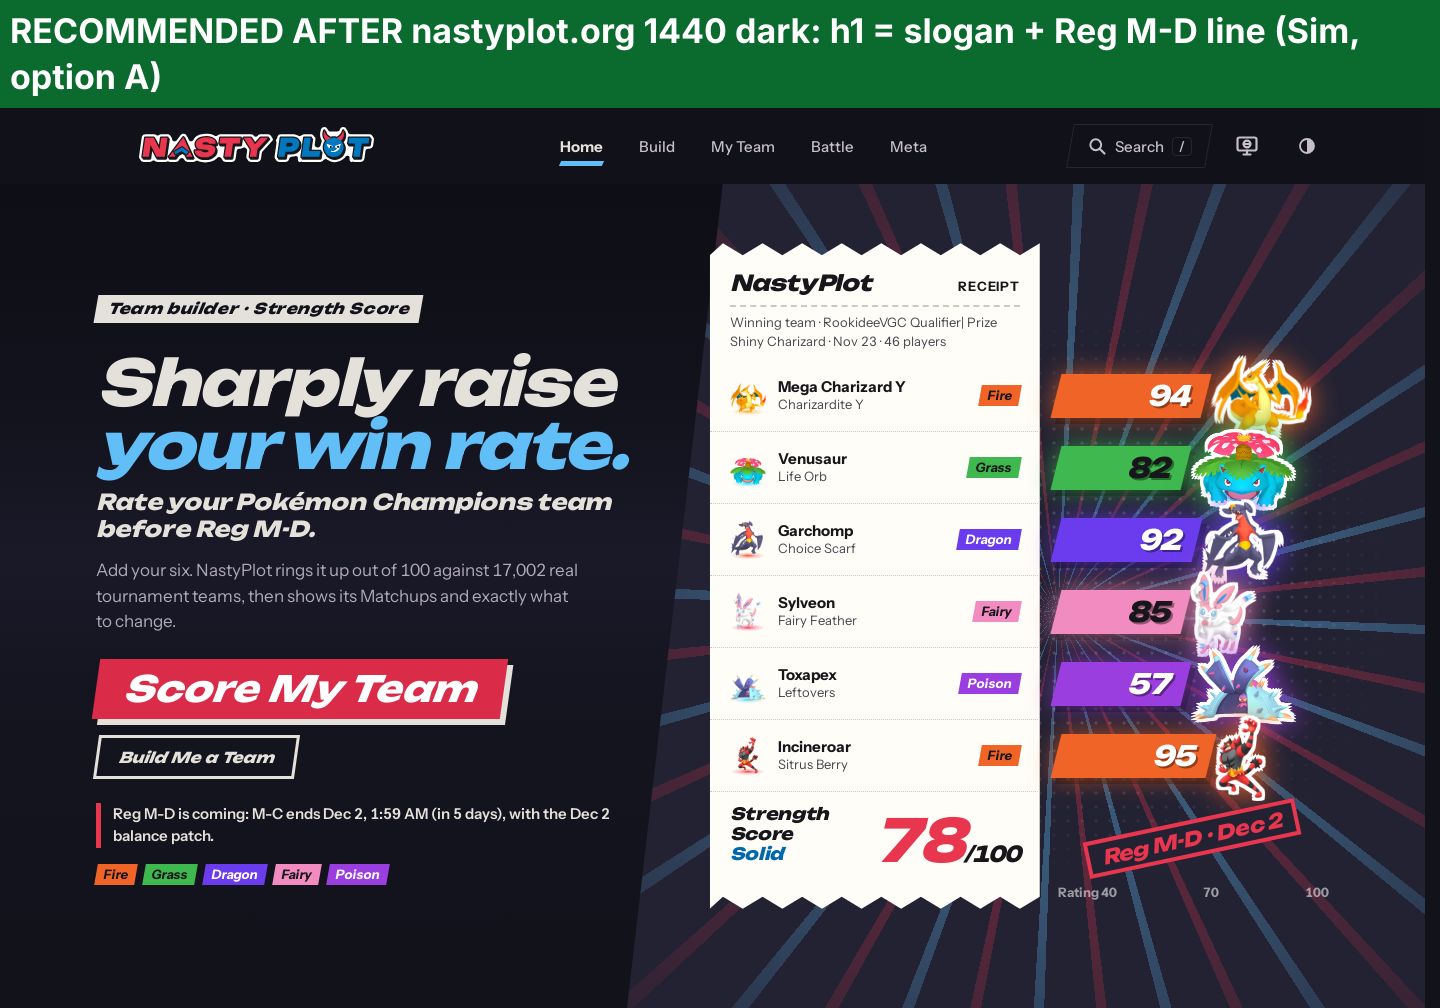 RECOMMENDED AFTER nastyplot.org 1440 dark: h1 = slogan + Reg M-D line (Sim,
option A)
NASTY PLOT
Home
Build
My Team
Battle
Meta
Search /
Team builder · Strength Score
Sharply raise
your win rate.
Rate your Pokémon Champions team
before Reg M-D.
Add your six. NastyPlot rings it up out of 100 against 17,002 real
tournament teams, then shows its Matchups and exactly what
to change.
Score My Team
Build Me a Team
Reg M-D is coming: M-C ends Dec 2, 1:59 AM (in 5 days), with the Dec 2
balance patch.
Fire
Grass
Dragon
Fairy
Poison
NastyPlot
RECEIPT
Winning team · RookideeVGC Qualifier| Prize
Shiny Charizard · Nov 23 · 46 players
Mega Charizard Y
Charizardite Y
Fire
94
Venusaur
Life Orb
Grass
82
Garchomp
Choice Scarf
Dragon
92
Sylveon
Fairy Feather
Fairy
85
Toxapex
Leftovers
Poison
57
Incineroar
Sitrus Berry
Fire
95
Strength
Score
Solid
78/100
Reg M-D · Dec 2
Rating 40
70
100